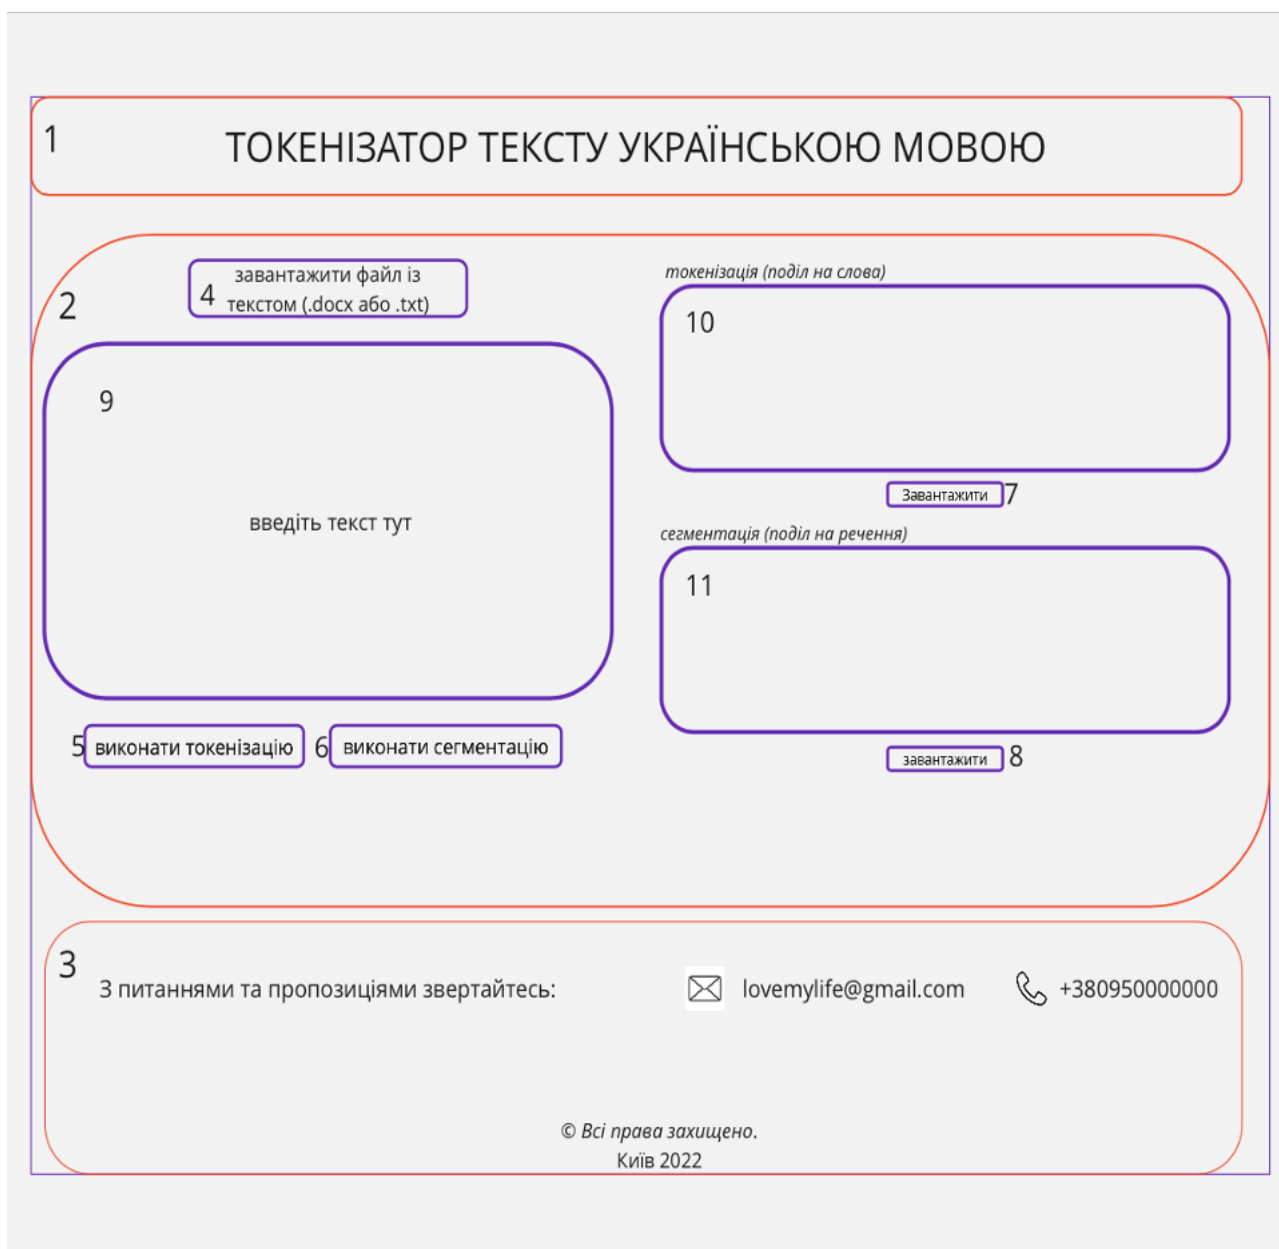 1
ТОКЕНІЗАТОР ТЕКСТУ УКРАЇНСЬКОЮ МОВОЮ
2
4
завантажити файл із
текстом (.docx або .txt)
9
введіть текст тут
5
виконати токенізацію
6
виконати сегментацію
токенізація (поділ на слова)
10
Завантажити
7
сегментація (поділ на речення)
11
завантажити
8
3
З питаннями та пропозиціями звертайтесь:
lovemylife@gmail.com
+380950000000
© Всі права захищено.
Київ 2022